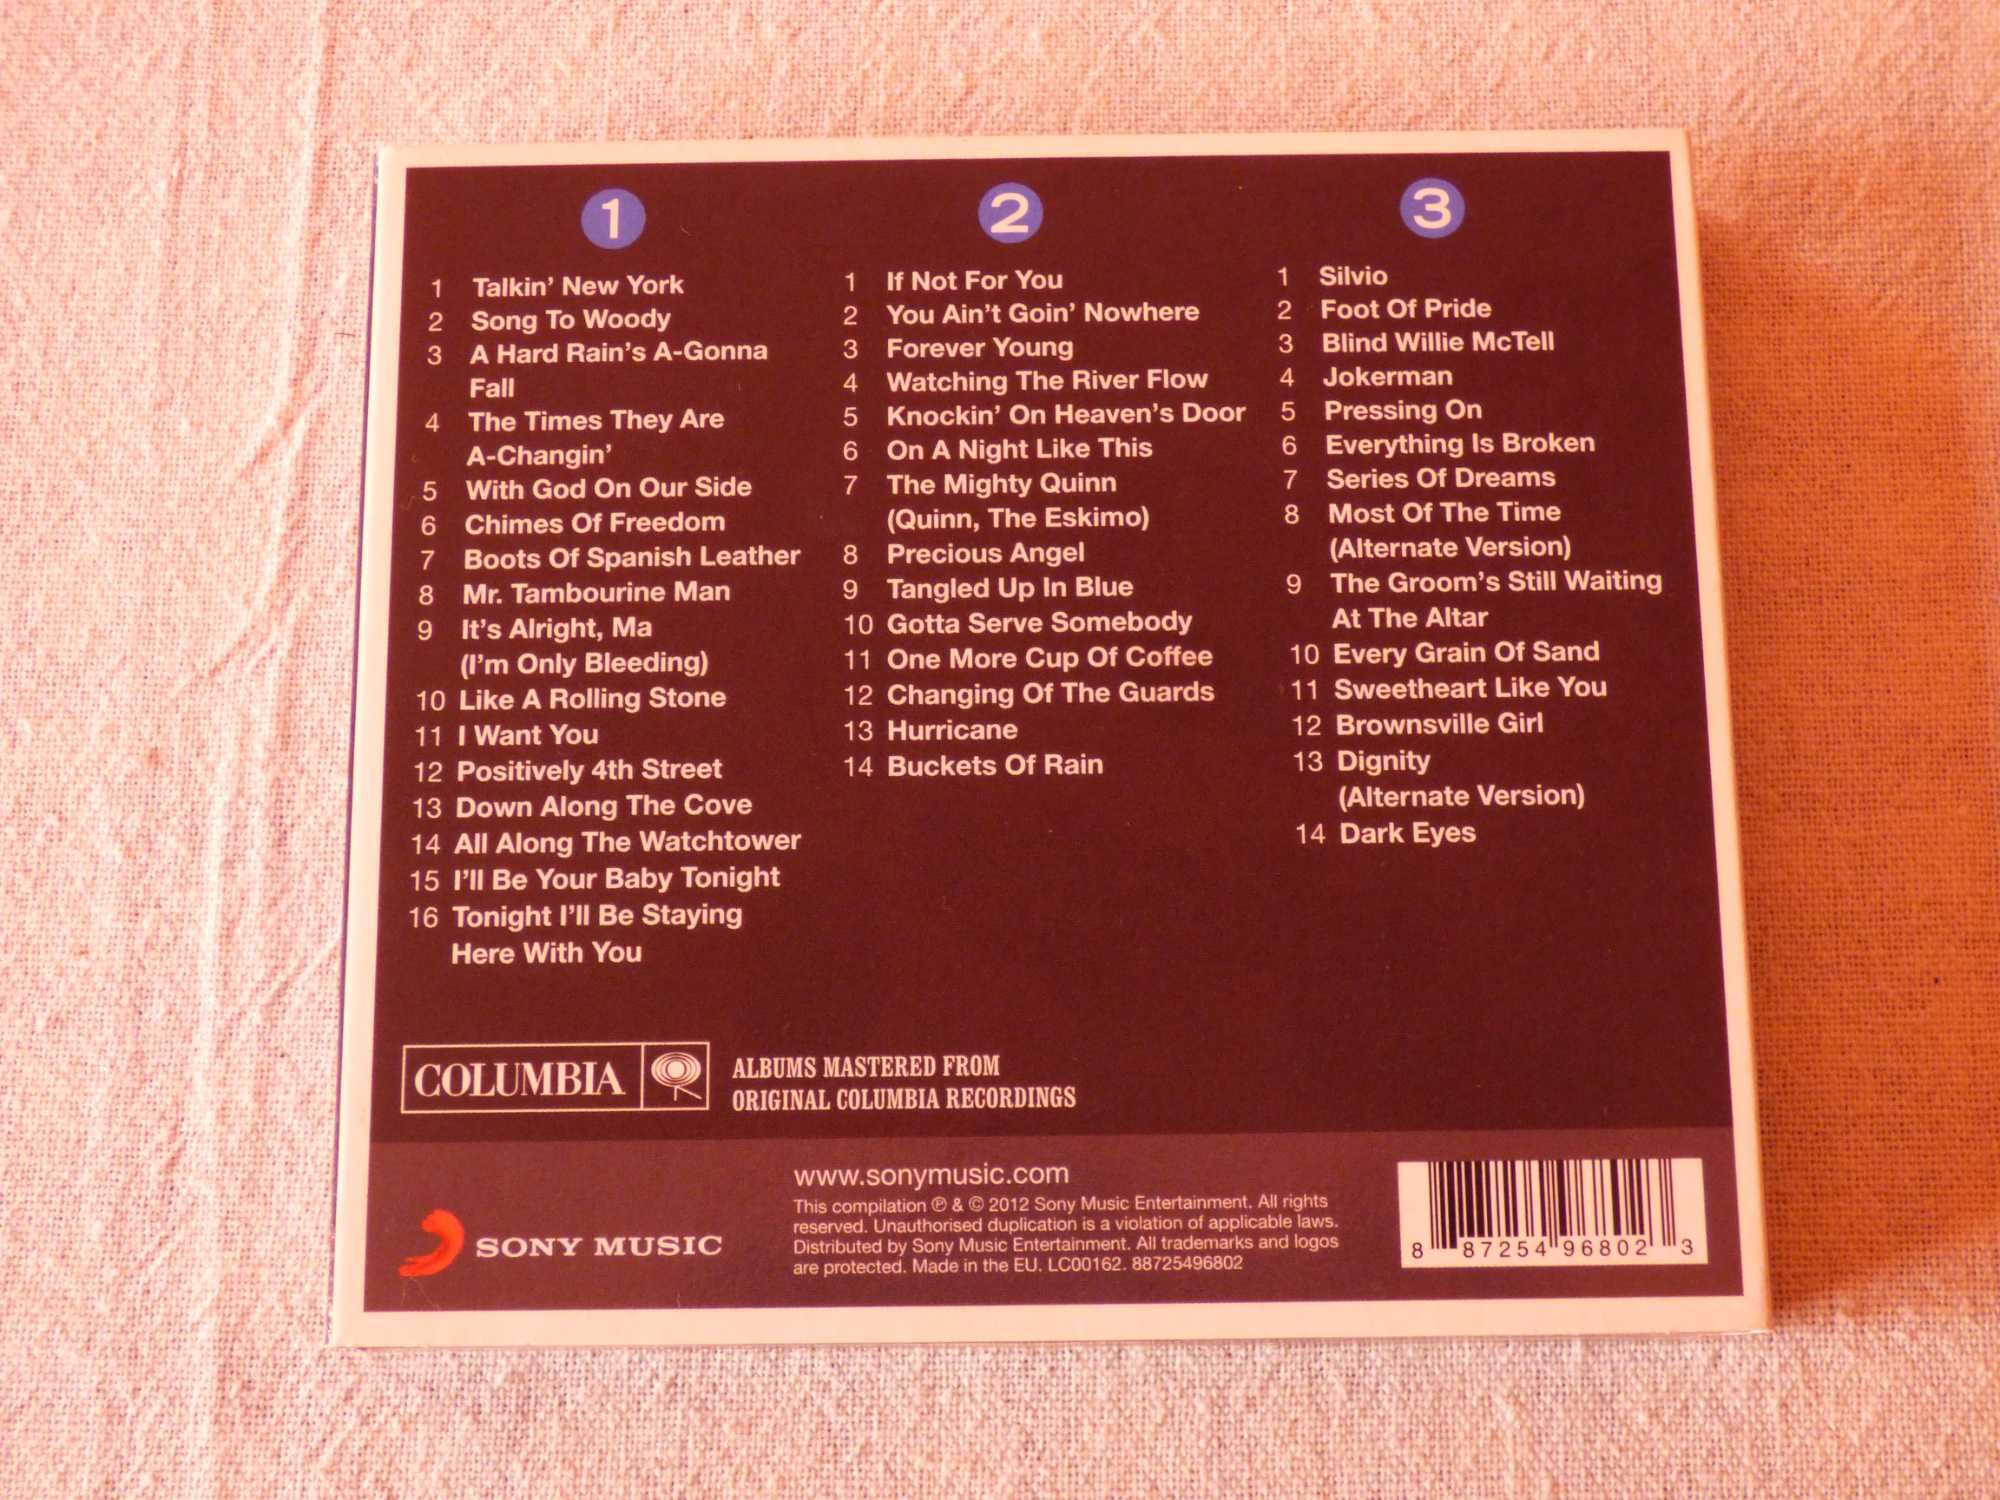 1
1 Talkin' New York
2 Song To Woody
3 A Hard Rain's A-Gonna
Fall
4 The Times They Are
A-Changin'
5 With God On Our Side
6 Chimes Of Freedom
7 Boots Of Spanish Leather
8 Mr. Tambourine Man
9 It's Alright, Ma
(I'm Only Bleeding)
10 Like A Rolling Stone
11 I Want You
12 Positively 4th Street
13 Down Along The Cove
14 All Along The Watchtower
15 I'll Be Your Baby Tonight
16 Tonight I'll Be Staying
Here With You
2
1 If Not For You
2 You Ain't Goin' Nowhere
3 Forever Young
4 Watching The River Flow
5 Knockin' On Heaven's Door
6 On A Night Like This
7 The Mighty Quinn
(Quinn, The Eskimo)
8 Precious Angel
9 Tangled Up In Blue
10 Gotta Serve Somebody
11 One More Cup Of Coffee
12 Changing Of The Guards
13 Hurricane
14 Buckets Of Rain
3
1 Silvio
2 Foot Of Pride
3 Blind Willie McTell
4 Jokerman
5 Pressing On
6 Everything Is Broken
7 Series Of Dreams
8 Most Of The Time
(Alternate Version)
9 The Groom's Still Waiting
At The Altar
10 Every Grain Of Sand
11 Sweetheart Like You
12 Brownsville Girl
13 Dignity
(Alternate Version)
14 Dark Eyes
COLUMBIA
ALBUMS MASTERED FROM
ORIGINAL COLUMBIA RECORDINGS
SONY MUSIC
www.sonymusic.com
This compilation ℗ & © 2012 Sony Music Entertainment. All rights
reserved. Unauthorised duplication is a violation of applicable laws.
Distributed by Sony Music Entertainment. All trademarks and logos
are protected. Made in the EU. LC00162. 88725496802
8 87254 96802 3